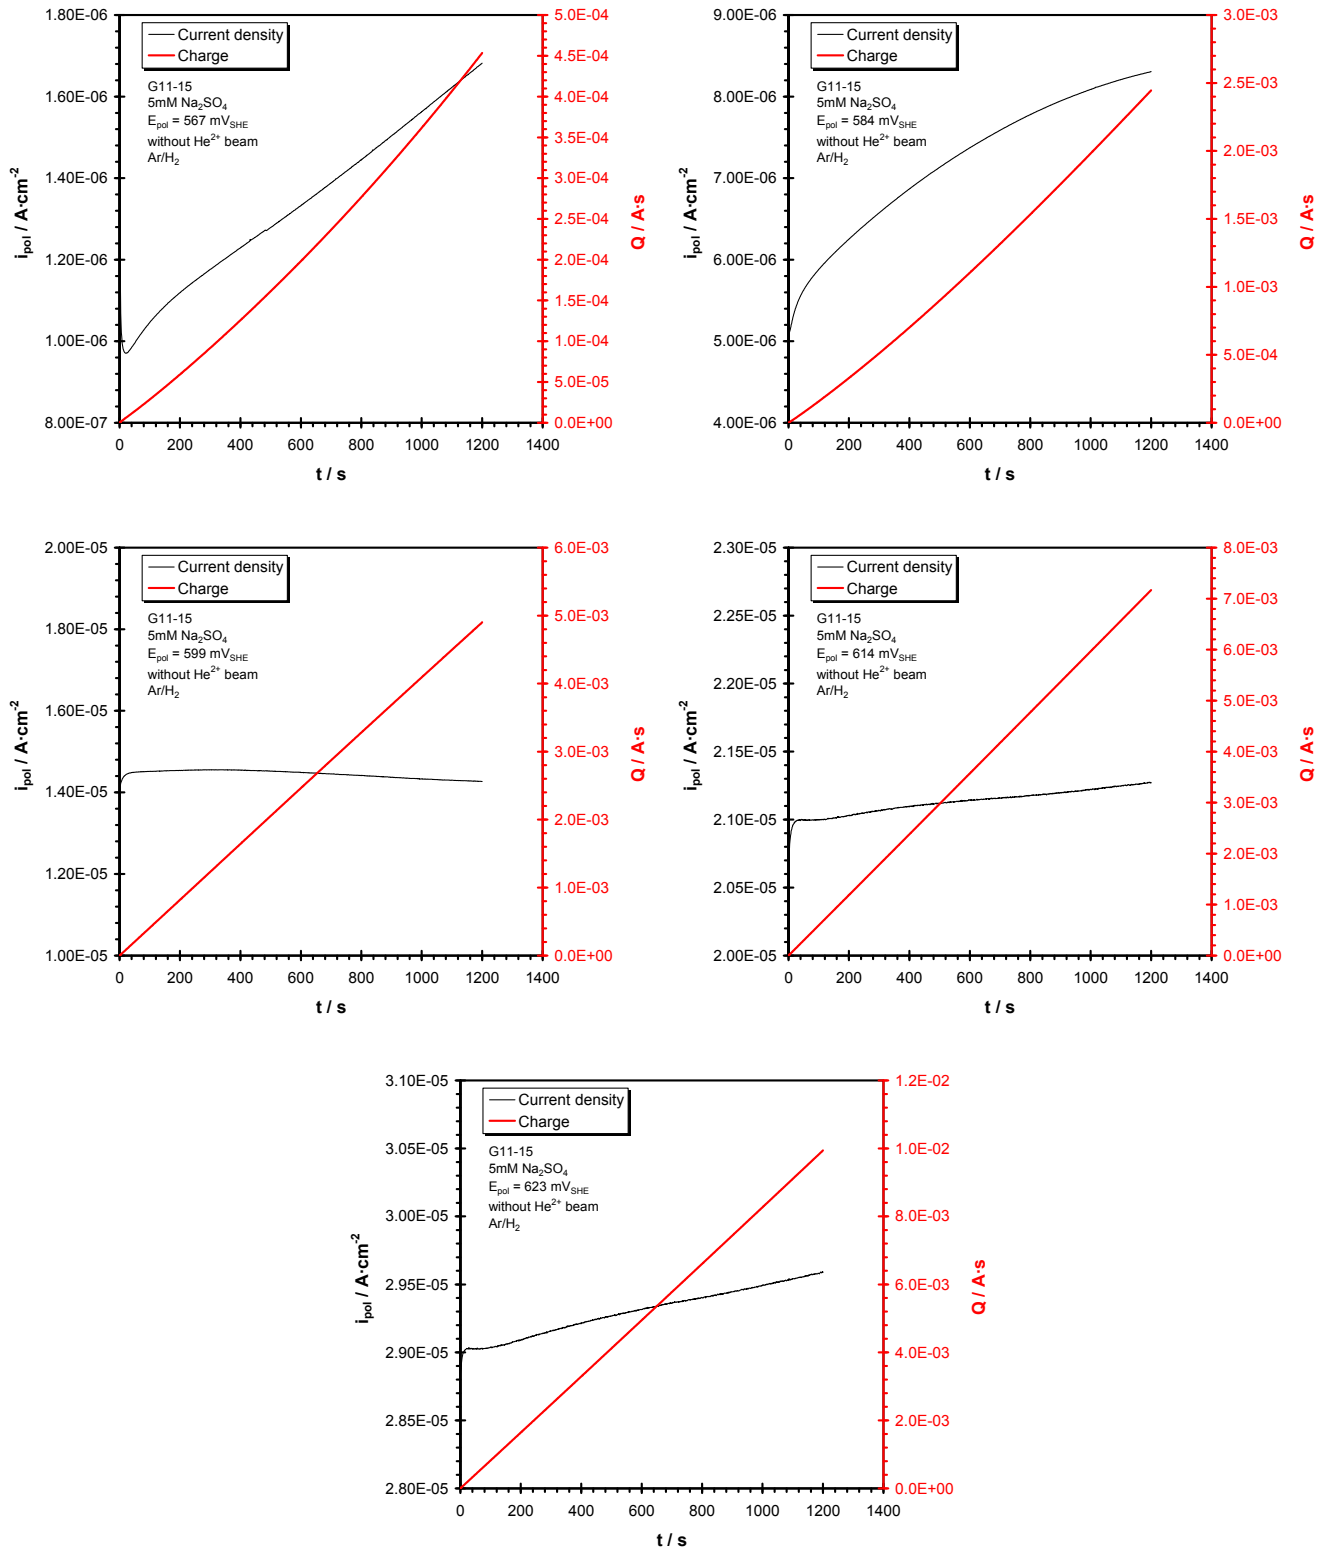 1.80E-06
1.60E-06
1.40E-06
1.20E-06
1.00E-06
8.00E-07
i_pol / A·cm⁻²
Current density
Charge
G11-15
5mM Na₂SO₄
E_pol = 567 mV_SHE
without He²⁺ beam
Ar/H₂
5.0E-04
4.5E-04
4.0E-04
3.5E-04
3.0E-04
2.5E-04
2.0E-04
1.5E-04
1.0E-04
5.0E-05
0.0E+00
Q / A·s
0 200 400 600 800 1000 1200 1400
t / s
9.00E-06
8.00E-06
7.00E-06
6.00E-06
5.00E-06
4.00E-06
i_pol / A·cm⁻²
Current density
Charge
G11-15
5mM Na₂SO₄
E_pol = 584 mV_SHE
without He²⁺ beam
Ar/H₂
3.0E-03
2.5E-03
2.0E-03
1.5E-03
1.0E-03
5.0E-04
0.0E+00
Q / A·s
0 200 400 600 800 1000 1200 1400
t / s
2.00E-05
1.80E-05
1.60E-05
1.40E-05
1.20E-05
1.00E-05
i_pol / A·cm⁻²
Current density
Charge
G11-15
5mM Na₂SO₄
E_pol = 599 mV_SHE
without He²⁺ beam
Ar/H₂
6.0E-03
5.0E-03
4.0E-03
3.0E-03
2.0E-03
1.0E-03
0.0E+00
Q / A·s
0 200 400 600 800 1000 1200 1400
t / s
2.30E-05
2.25E-05
2.20E-05
2.15E-05
2.10E-05
2.05E-05
2.00E-05
i_pol / A·cm⁻²
Current density
Charge
G11-15
5mM Na₂SO₄
E_pol = 614 mV_SHE
without He²⁺ beam
Ar/H₂
8.0E-03
7.0E-03
6.0E-03
5.0E-03
4.0E-03
3.0E-03
2.0E-03
1.0E-03
0.0E+00
Q / A·s
0 200 400 600 800 1000 1200 1400
t / s
3.10E-05
3.05E-05
3.00E-05
2.95E-05
2.90E-05
2.85E-05
2.80E-05
i_pol / A·cm⁻²
Current density
Charge
G11-15
5mM Na₂SO₄
E_pol = 623 mV_SHE
without He²⁺ beam
Ar/H₂
1.2E-02
1.0E-02
8.0E-03
6.0E-03
4.0E-03
2.0E-03
0.0E+00
Q / A·s
0 200 400 600 800 1000 1200 1400
t / s